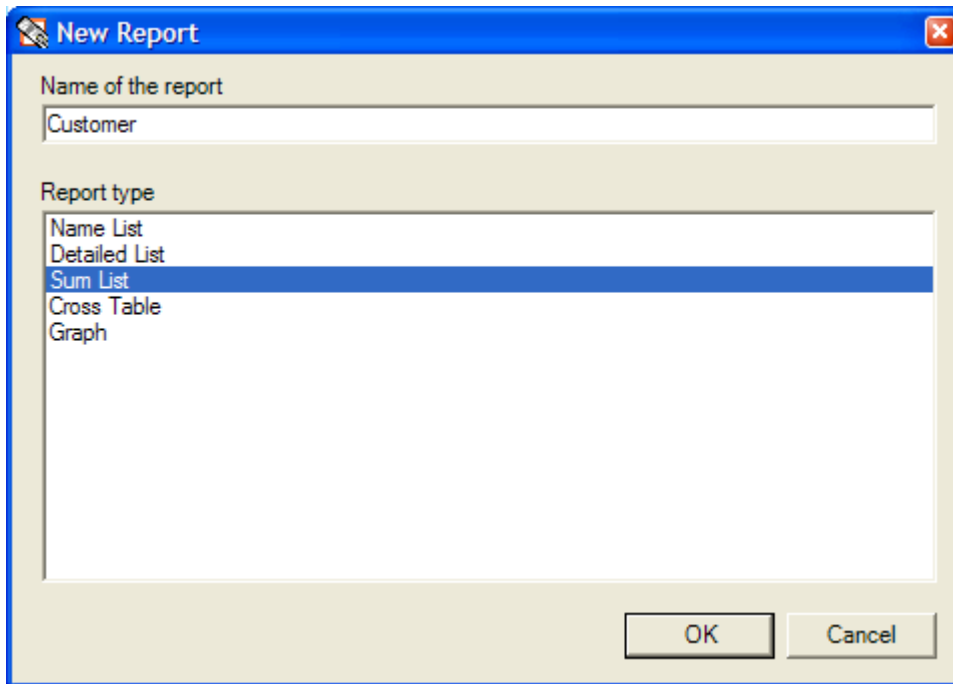 New Report
Name of the report
Customer
Report type
Name List
Detailed List
Sum List
Cross Table
Graph
OK Cancel